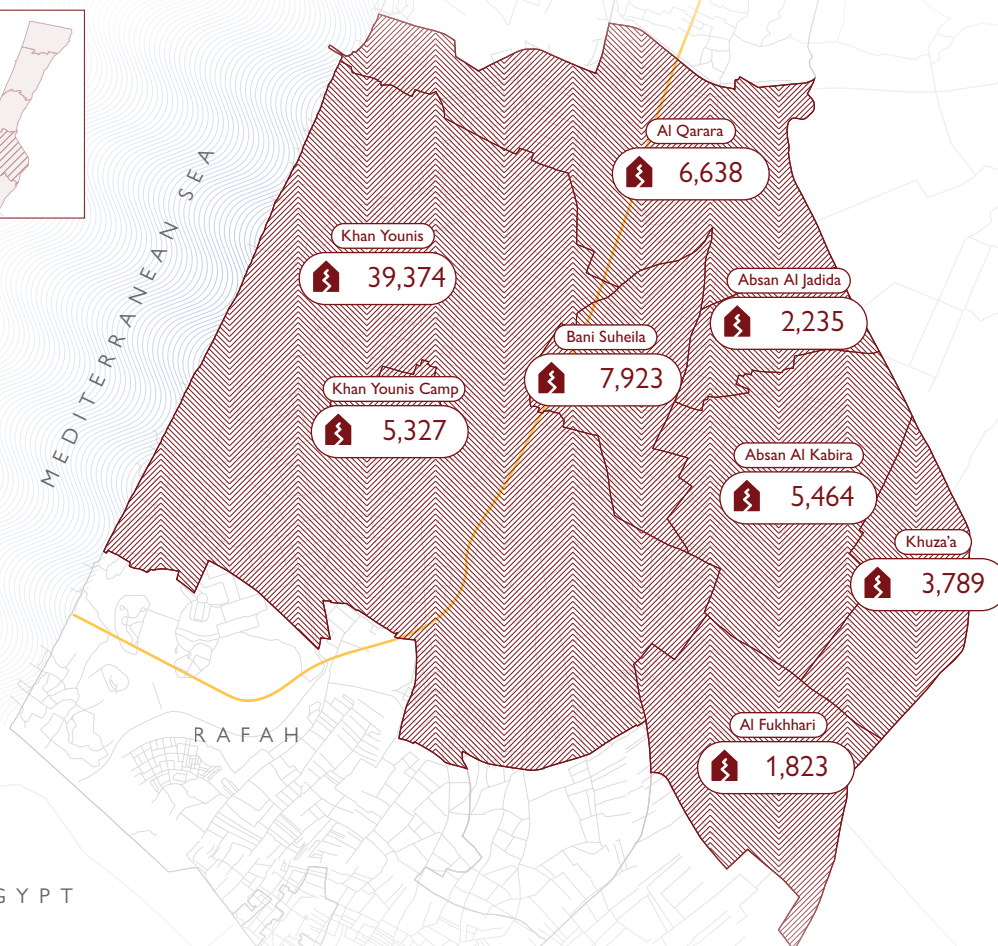 Al Qarara
6,638
MEDITERRANEAN SEA
Khan Younis
39,374
Absan Al Jadida
2,235
Bani Suheila
7,923
Khan Younis Camp
5,327
Absan Al Kabira
5,464
Khuza'a
3,789
RAFAH
Al Fukhhari
1,823
GYPT